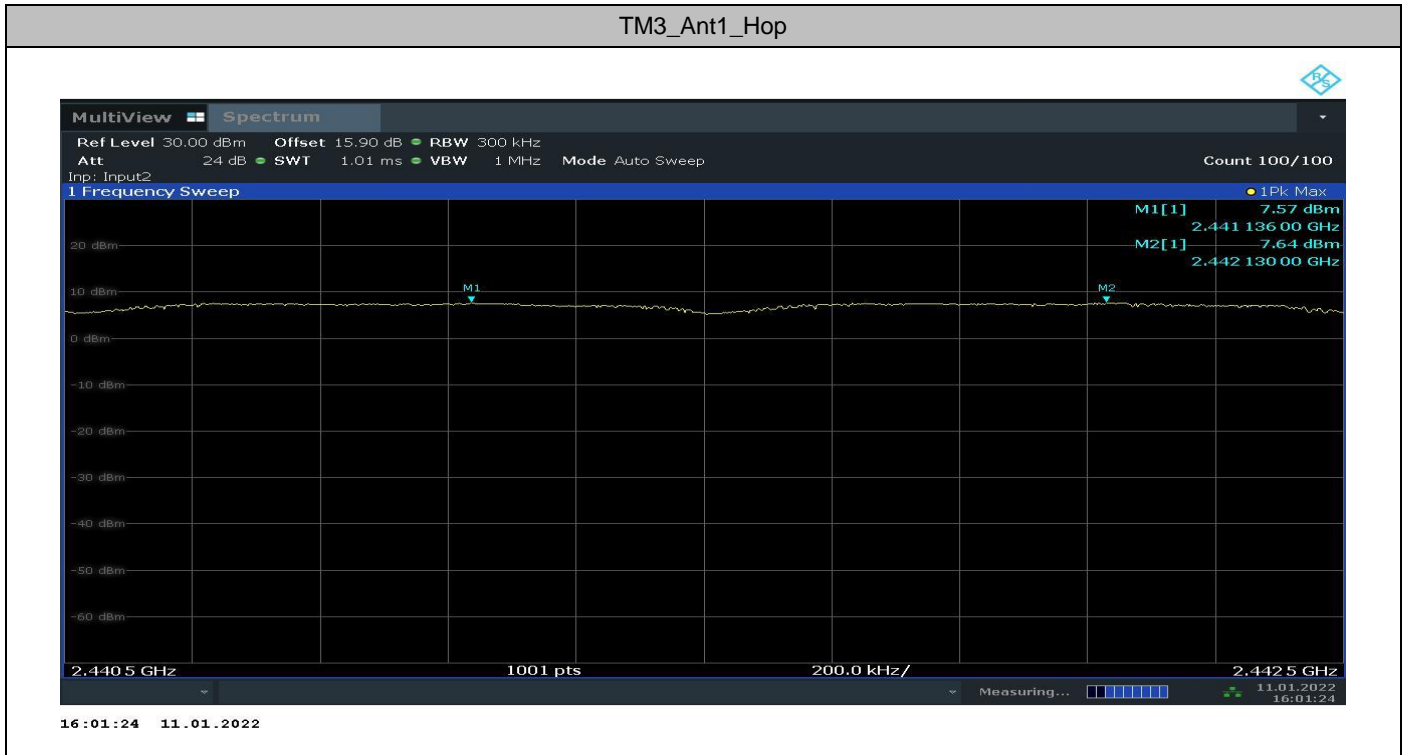 TM3_Ant1_Hop
R/S
MultiView Spectrum
Ref Level 30.00 dBm Offset 15.90 dB RBW 300 kHz
Att 24 dB SWT 1.01 ms VBW 1 MHz Mode Auto Sweep Count 100/100
Inp: Input2
1 Frequency Sweep 1Pk Max
M1[1] 7.57 dBm
2.441 136 00 GHz
20 dBm M2[1] 7.64 dBm
2.442 130 00 GHz
10 dBm M1 M2
0 dBm
-10 dBm
-20 dBm
-30 dBm
-40 dBm
-50 dBm
-60 dBm
2.440 5 GHz 1001 pts 200.0 kHz/ 2.442 5 GHz
Measuring... 11.01.2022
16:01:24
16:01:24 11.01.2022